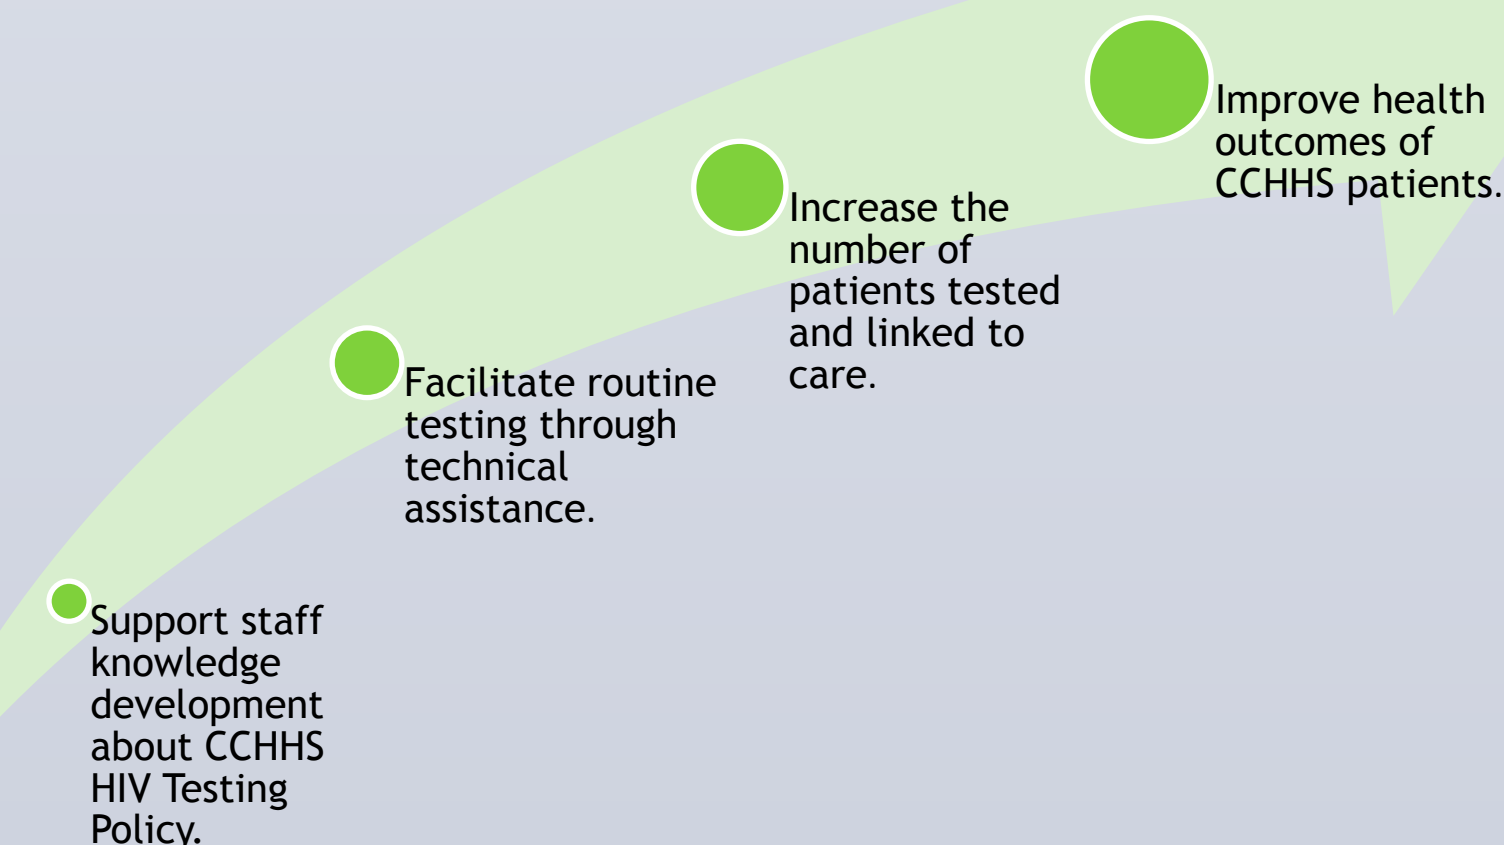 Support staff
knowledge
development
about CCHHS
HIV Testing
Policy.
Facilitate routine
testing through
technical
assistance.
Increase the
number of
patients tested
and linked to
care.
Improve health
outcomes of
CCHHS patients.